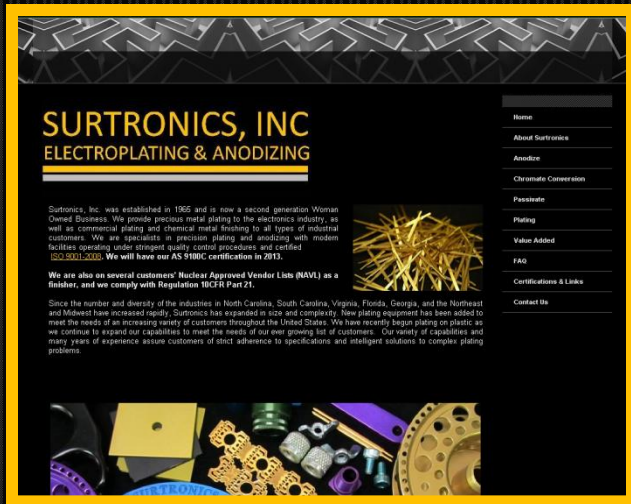 SURTRONICS, INC
ELECTROPLATING & ANODIZING
Surtronics, Inc. was established in 1965 and is now a second generation Woman
Owned Business. We provide precious metal plating to the electronics industry, as
well as commercial plating and chemical metal finishing to all types of industrial
customers. We are specialists in precision plating and anodizing with modern
facilities operating under stringent quality control procedures and certified
ISO 9001-2008. We will have our AS 9100C certification in 2013.
We are also on several customers' Nuclear Approved Vendor Lists (NAVL) as a
finisher, and we comply with Regulation 10CFR Part 21.
Since the number and diversity of the industries in North Carolina, South Carolina, Virginia, Florida, Georgia, and the Northeast
and Midwest have increased rapidly, Surtronics has expanded in size and complexity. New plating equipment has been added to
meet the needs of an increasing variety of customers throughout the United States. We have recently begun plating on plastic as
we continue to expand our capabilities to meet the needs of our ever growing list of customers. Our variety of capabilities and
many years of experience assure customers of strict adherence to specifications and intelligent solutions to complex plating
problems.
Home
About Surtronics
Anodize
Chromate Conversion
Passivate
Plating
Value Added
FAQ
Certifications & Links
Contact Us
SURTRONICS